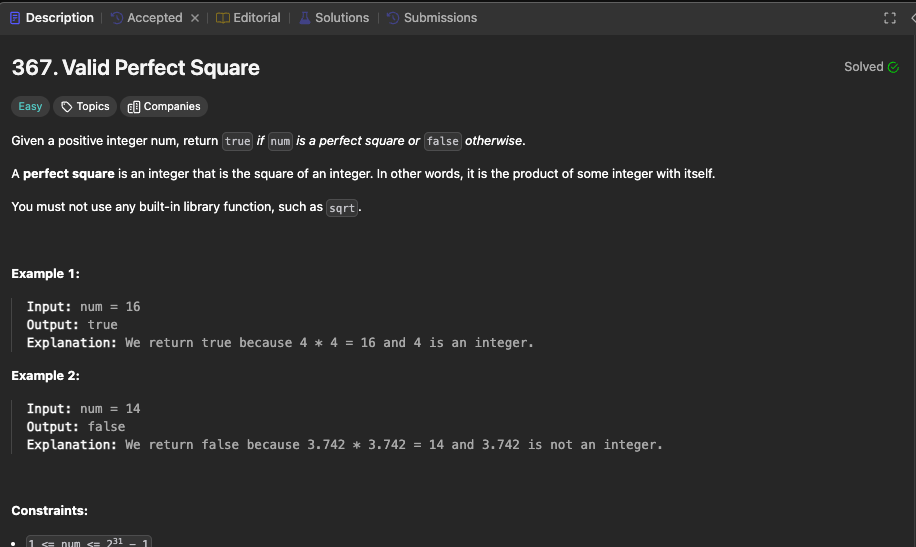 Description | Accepted × | Editorial | Solutions | Submissions
367. Valid Perfect Square
Solved
Easy Topics Companies
Given a positive integer num, return true if num is a perfect square or false otherwise.
A perfect square is an integer that is the square of an integer. In other words, it is the product of some integer with itself.
You must not use any built-in library function, such as sqrt.
Example 1:
Input: num = 16
Output: true
Explanation: We return true because 4 * 4 = 16 and 4 is an integer.
Example 2:
Input: num = 14
Output: false
Explanation: We return false because 3.742 * 3.742 = 14 and 3.742 is not an integer.
Constraints:
• 1 <= num <= 2³¹ - 1